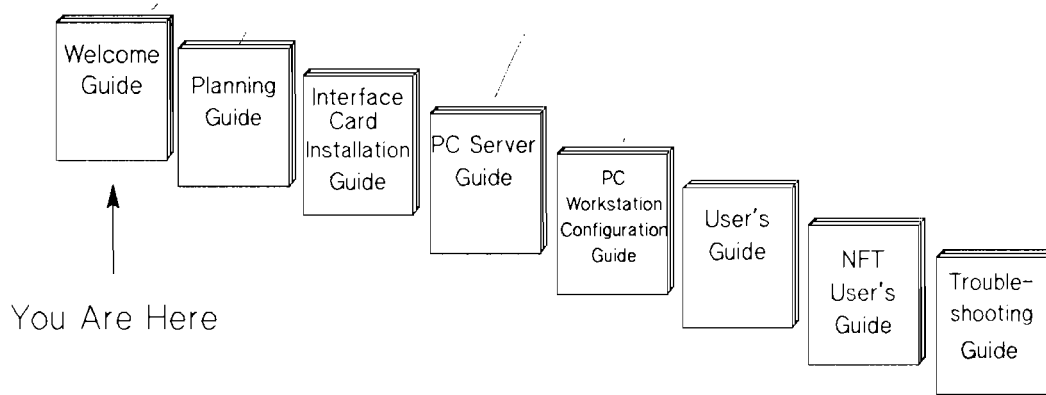 Welcome
Guide
Planning
Guide
Interface
Card
Installation
Guide
PC Server
Guide
PC
Workstation
Configuration
Guide
User's
Guide
NFT
User's
Guide
Trouble-
shooting
Guide
You Are Here